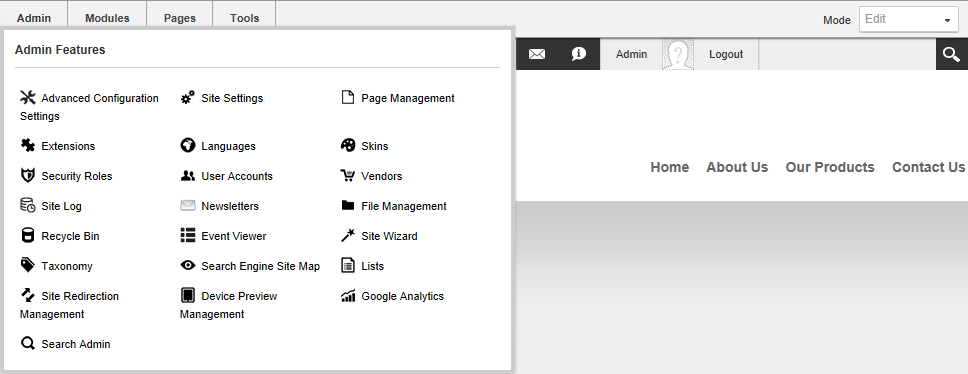 Admin Modules Pages Tools
Mode Edit
Admin Features
Admin Logout
Advanced Configuration Settings
Site Settings
Page Management
Extensions
Languages
Skins
Security Roles
User Accounts
Vendors
Site Log
Newsletters
File Management
Recycle Bin
Event Viewer
Site Wizard
Taxonomy
Search Engine Site Map
Lists
Site Redirection Management
Device Preview Management
Google Analytics
Search Admin
Home About Us Our Products Contact Us